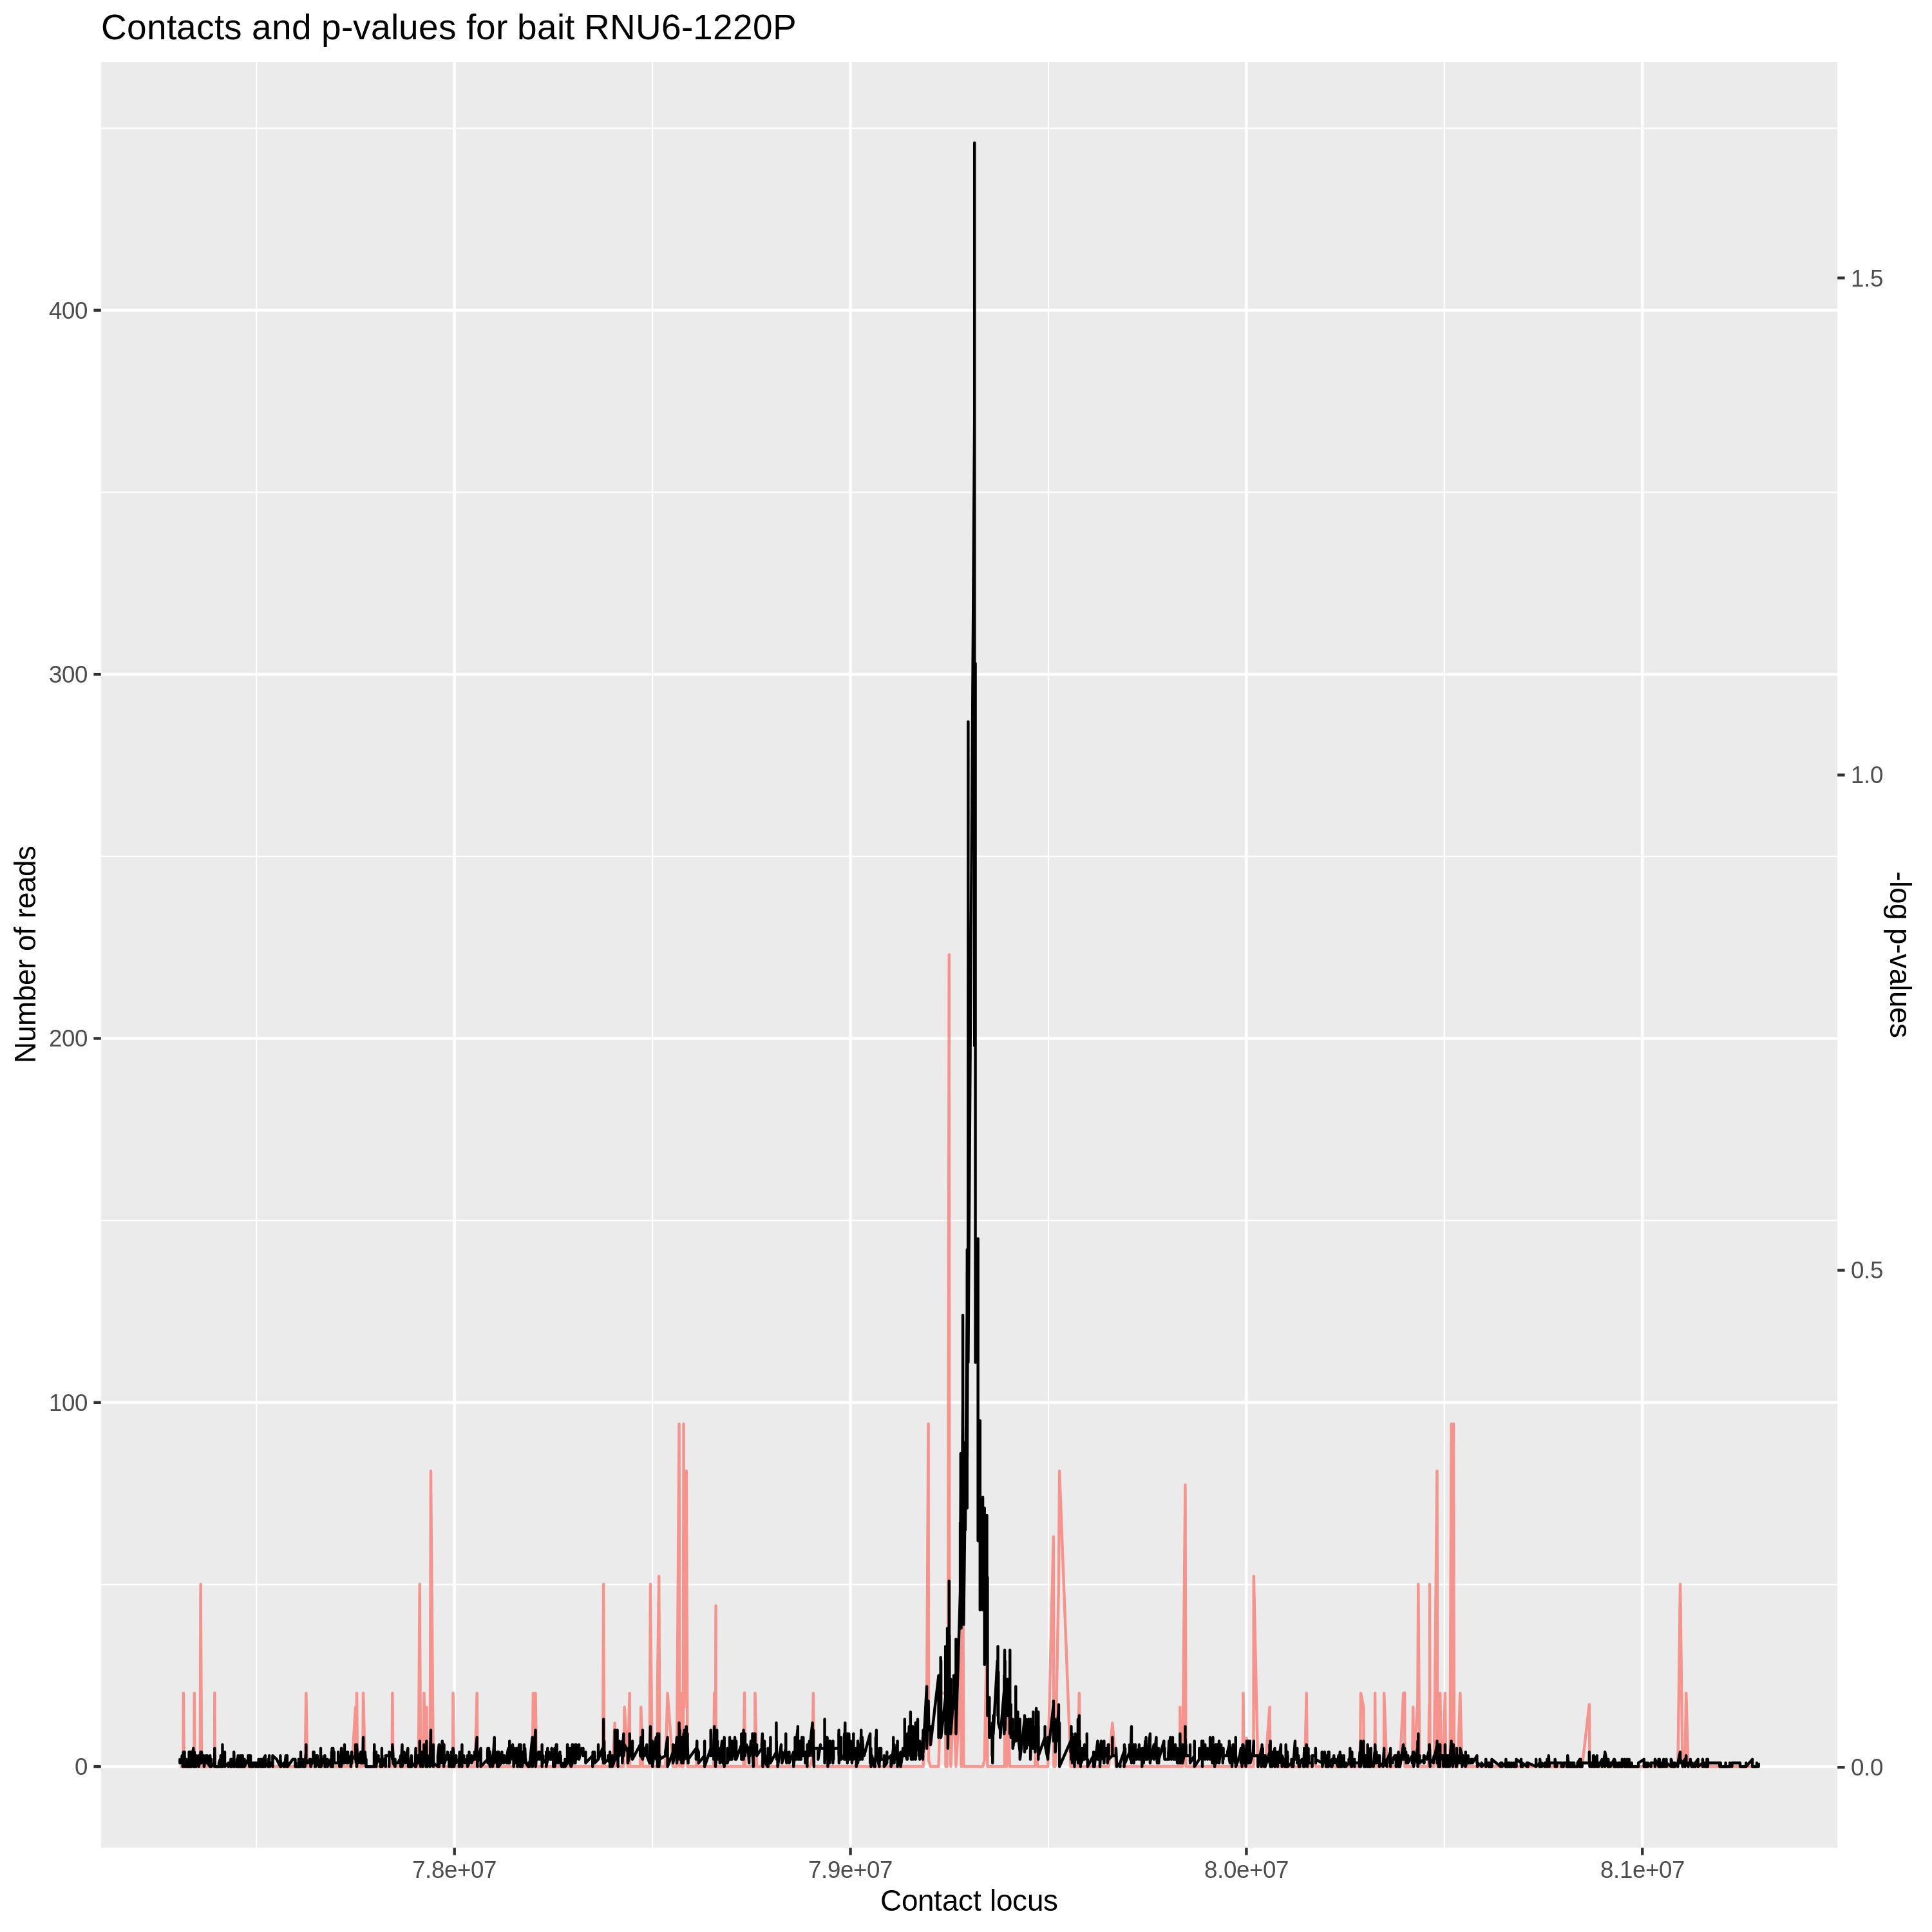 Contacts and p-values for bait RNU6-1220P
400
300
200
100
0
Number of reads
1.5
1.0
0.5
0.0
-log p-values
7.8e+07
7.9e+07
8.0e+07
8.1e+07
Contact locus